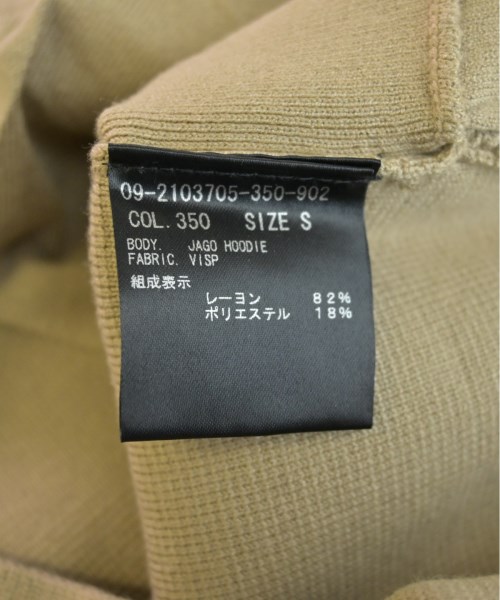 09-2103705-350-902
COL. 350 SIZE S
BODY. JAGO HOODIE
FABRIC. VISP
組成表示
レーヨン 82%
ポリエステル 18%